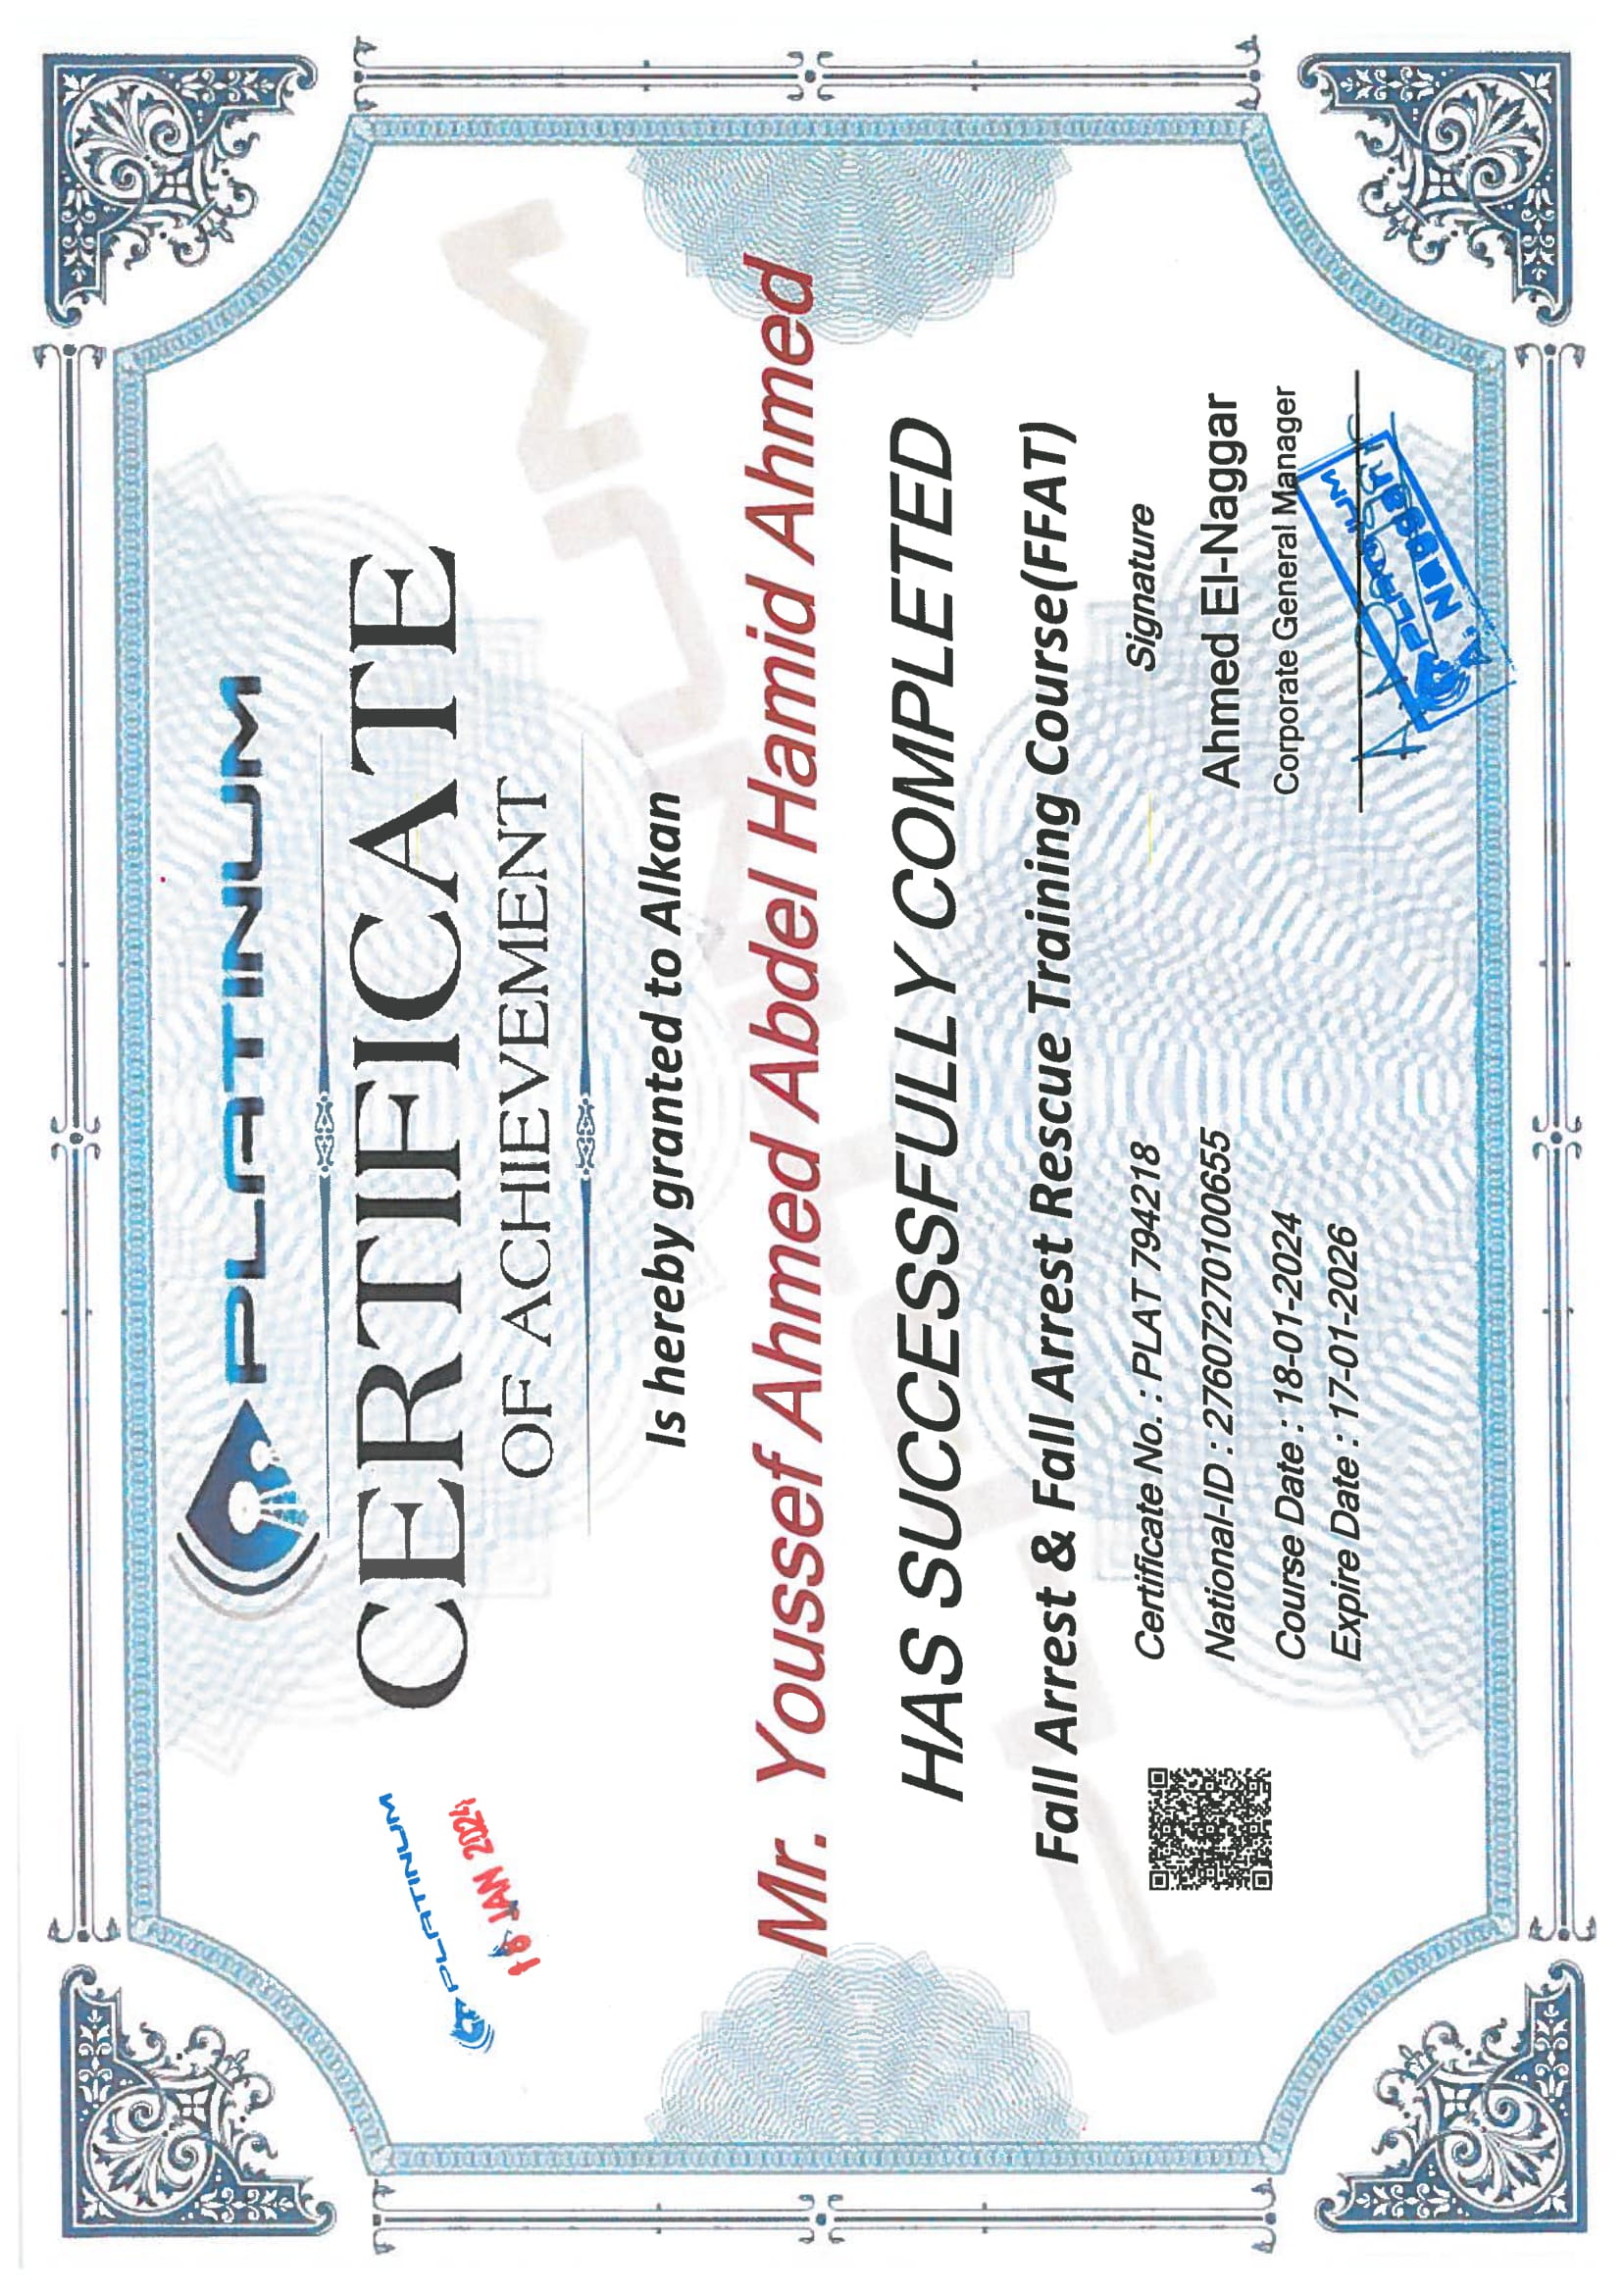 PLATINUM
CERTIFICATE
OF ACHIEVEMENT
PLATINUM
18 JAN 2024
Is hereby granted to Alkan
Mr. Youssef Ahmed Abdel Hamid Ahmed
HAS SUCCESSFULLY COMPLETED
Fall Arrest & Fall Arrest Rescue Training Course(FFAT)
Certificate No. : PLAT 794218
National-ID : 27607270100655
Course Date : 18-01-2024
Expire Date : 17-01-2026
Signature
Ahmed El-Naggar
Corporate General Manager
PLATINUM
A. Naggar
PLATINUM